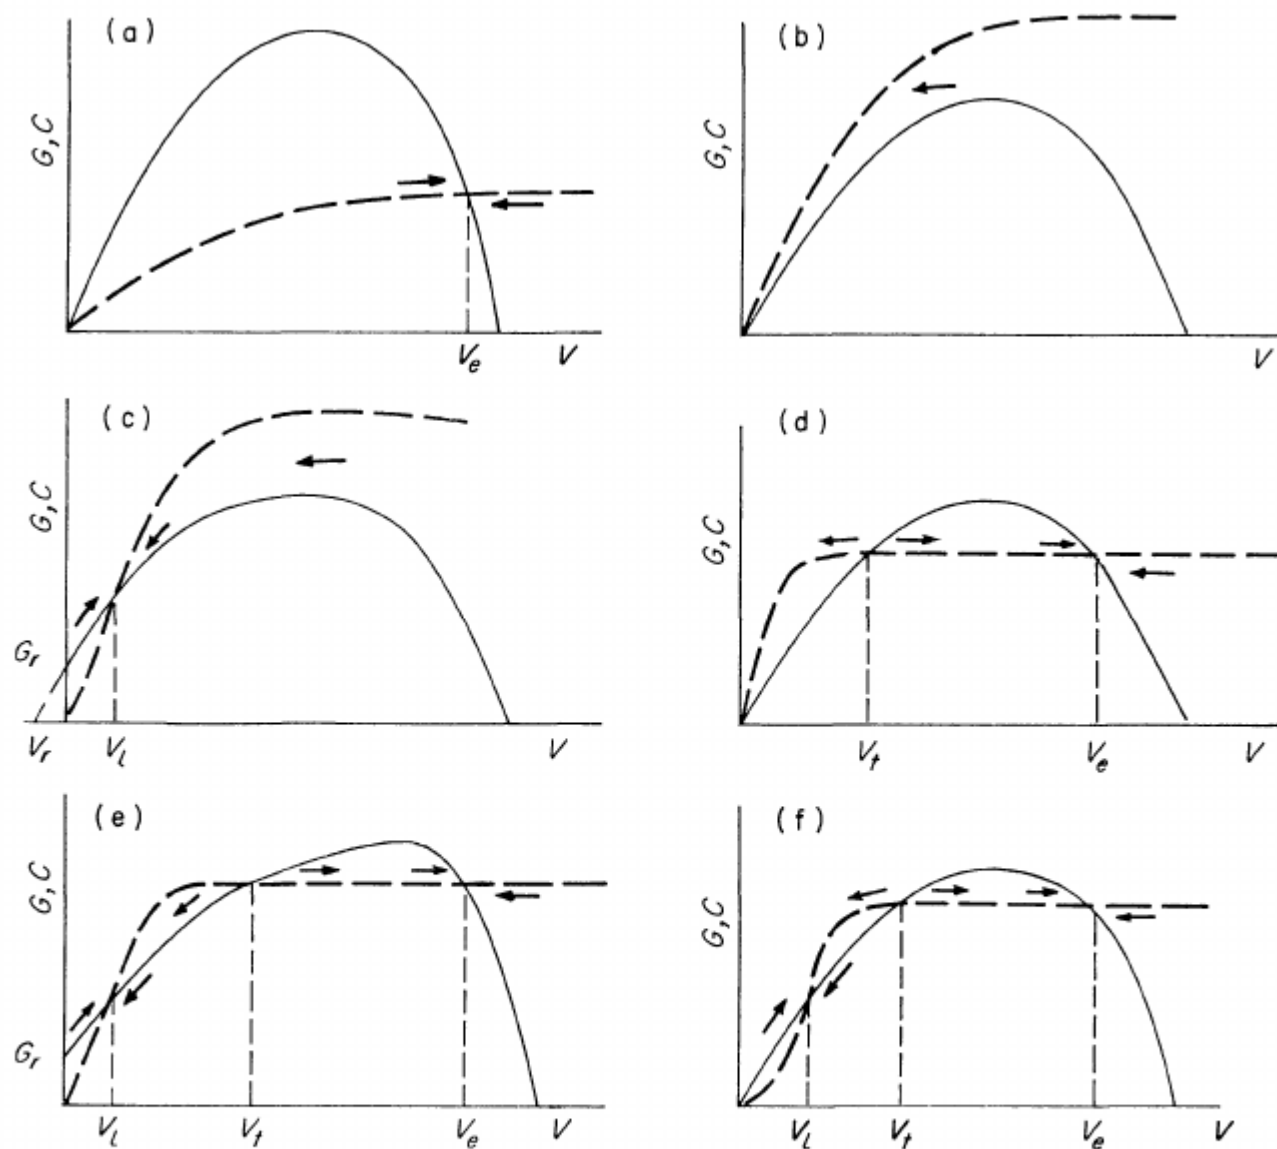 (a)
G, C
V_e V
(b)
G, C
V
(c)
G, C
G_r
V_r V_l V
(d)
G, C
V_t V_e V
(e)
G, C
G_r
V_l V_t V_e V
(f)
G, C
V_l V_t V_e V